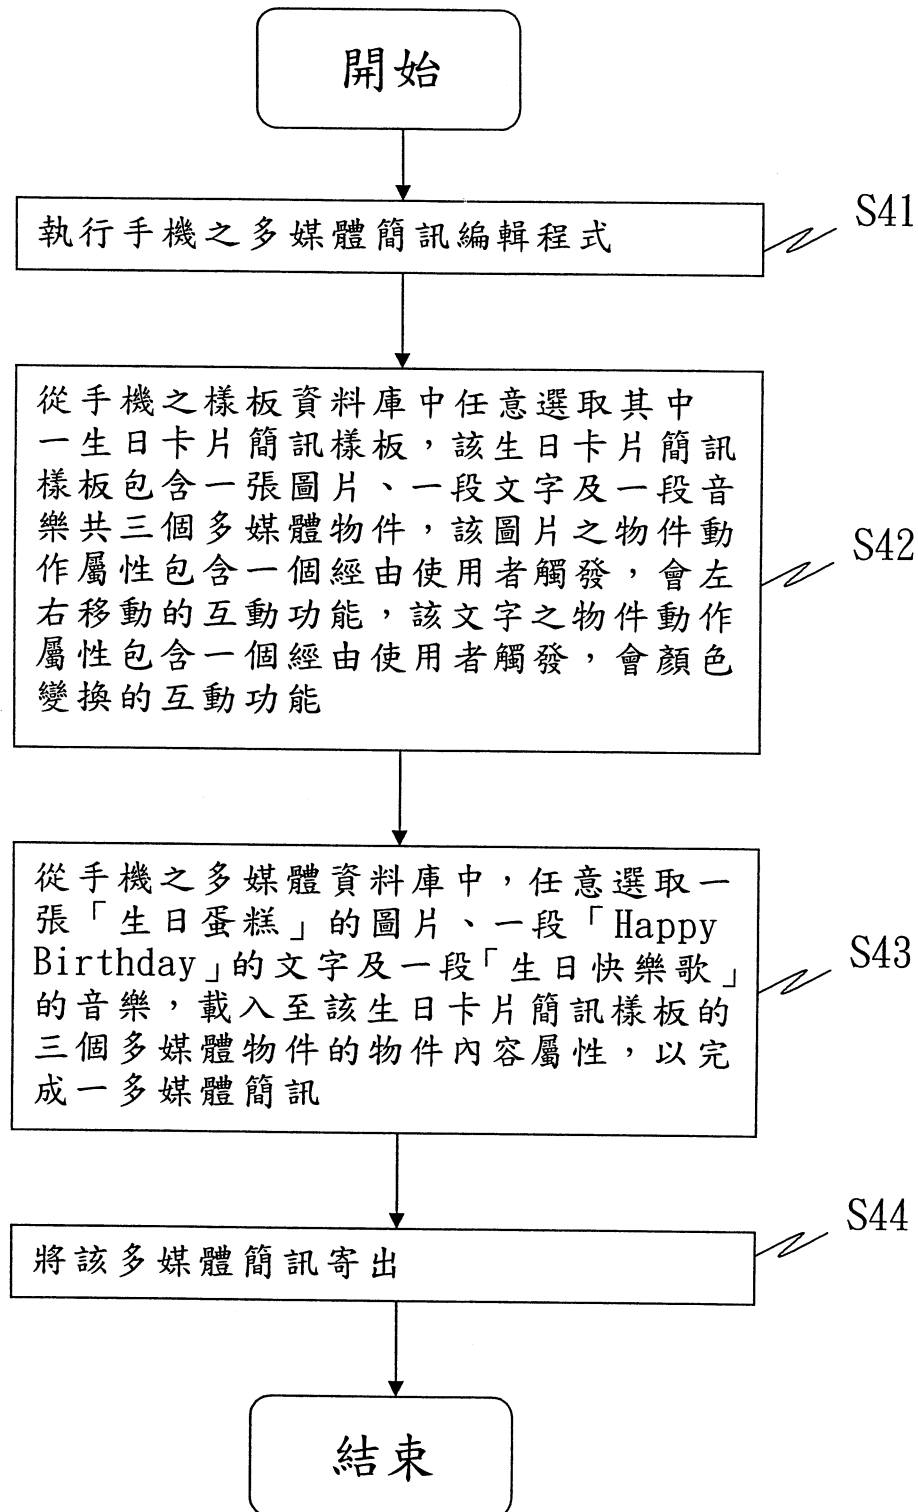 開始
執行手機之多媒體簡訊編輯程式
S41
從手機之樣板資料庫中任意選取其中
一生日卡片簡訊樣板，該生日卡片簡訊
樣板包含一張圖片、一段文字及一段音
樂共三個多媒體物件，該圖片之物件動
作屬性包含一個經由使用者觸發，會左
右移動的互動功能，該文字之物件動作
屬性包含一個經由使用者觸發，會顏色
變換的互動功能
S42
從手機之多媒體資料庫中，任意選取一
張「生日蛋糕」的圖片、一段「Happy
Birthday」的文字及一段「生日快樂歌」
的音樂，載入至該生日卡片簡訊樣板的
三個多媒體物件的物件內容屬性，以完
成一多媒體簡訊
S43
將該多媒體簡訊寄出
S44
結束